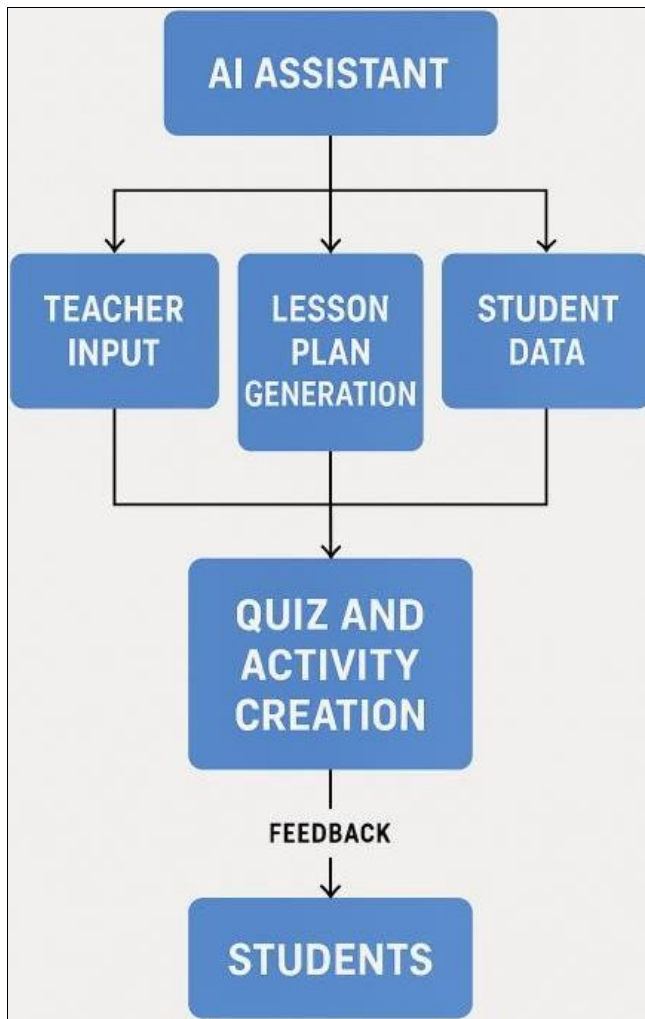 AI ASSISTANT
TEACHER
INPUT
LESSON
PLAN
GENERATION
STUDENT
DATA
QUIZ AND
ACTIVITY
CREATION
FEEDBACK
STUDENTS